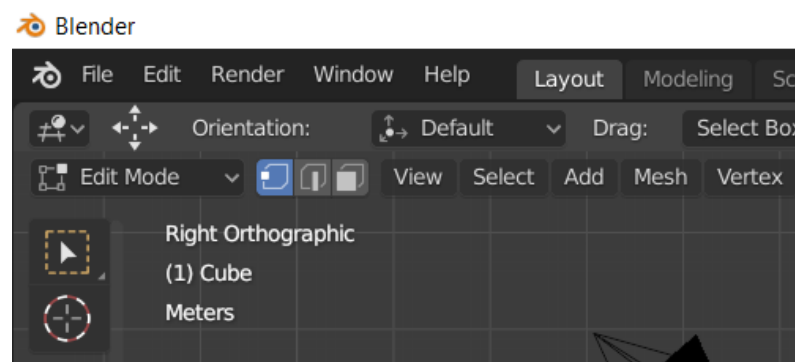 Blender
File Edit Render Window Help Layout Modeling Sc
Orientation: Default Drag: Select Box
Edit Mode View Select Add Mesh Vertex
Right Orthographic
(1) Cube
Meters